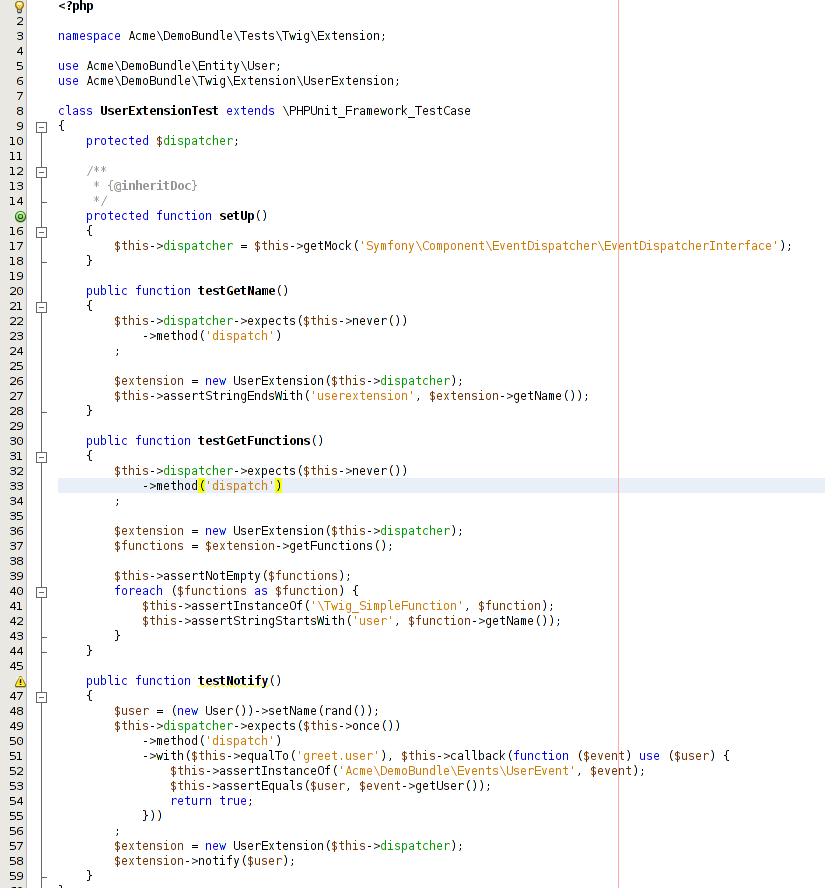 <?php
2
3 namespace Acme\DemoBundle\Tests\Twig\Extension;
4
5 use Acme\DemoBundle\Entity\User;
6 use Acme\DemoBundle\Twig\Extension\UserExtension;
7
8 class UserExtensionTest extends \PHPUnit_Framework_TestCase
9 {
10 protected $dispatcher;
11
12 /**
13 * {@inheritDoc}
14 */
protected function setUp()
16 {
17 $this->dispatcher = $this->getMock('Symfony\Component\EventDispatcher\EventDispatcherInterface');
18 }
19
20 public function testGetName()
21 {
22 $this->dispatcher->expects($this->never())
23 ->method('dispatch')
24 ;
25
26 $extension = new UserExtension($this->dispatcher);
27 $this->assertStringEndsWith('userextension', $extension->getName());
28 }
29
30 public function testGetFunctions()
31 {
32 $this->dispatcher->expects($this->never())
33 ->method('dispatch')
34 ;
35
36 $extension = new UserExtension($this->dispatcher);
37 $functions = $extension->getFunctions();
38
39 $this->assertNotEmpty($functions);
40 foreach ($functions as $function) {
41 $this->assertInstanceOf('\Twig_SimpleFunction', $function);
42 $this->assertStringStartsWith('user', $function->getName());
43 }
44 }
45
public function testNotify()
47 {
48 $user = (new User())->setName(rand());
49 $this->dispatcher->expects($this->once())
50 ->method('dispatch')
51 ->with($this->equalTo('greet.user'), $this->callback(function ($event) use ($user) {
52 $this->assertInstanceOf('Acme\DemoBundle\Events\UserEvent', $event);
53 $this->assertEquals($user, $event->getUser());
54 return true;
55 }))
56 ;
57 $extension = new UserExtension($this->dispatcher);
58 $extension->notify($user);
59 }